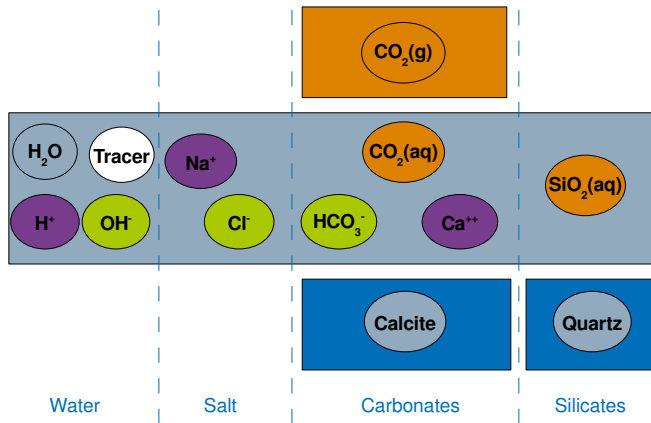 CO₂(g)
H₂O Tracer Na⁺ CO₂(aq) SiO₂(aq)
H⁺ OH⁻ Cl⁻ HCO₃⁻ Ca⁺⁺
Calcite Quartz
Water Salt Carbonates Silicates